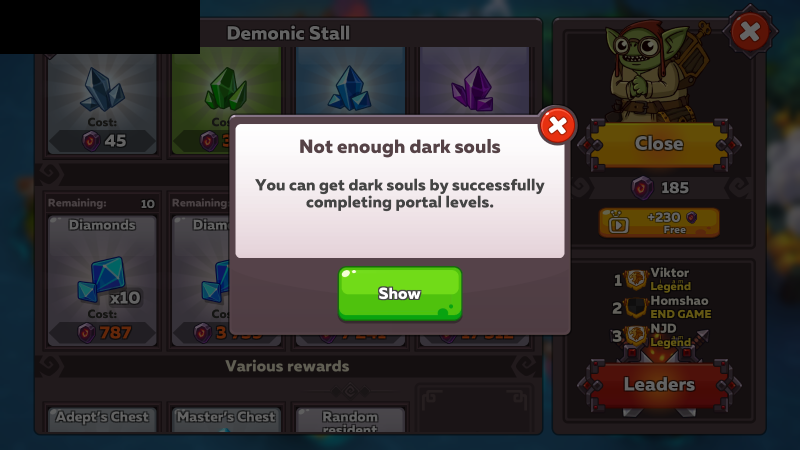 Demonic Stall
Cost:
45
Remaining: 10
Remaining:
Diamonds
x10
Cost:
787
Not enough dark souls
You can get dark souls by successfully
completing portal levels.
Show
Various rewards
Adept's Chest
Master's Chest
Random
resident
Close
185
+230
Free
1 Viktor
Legend
2 Homshao
END GAME
3 NJD
Legend
Leaders